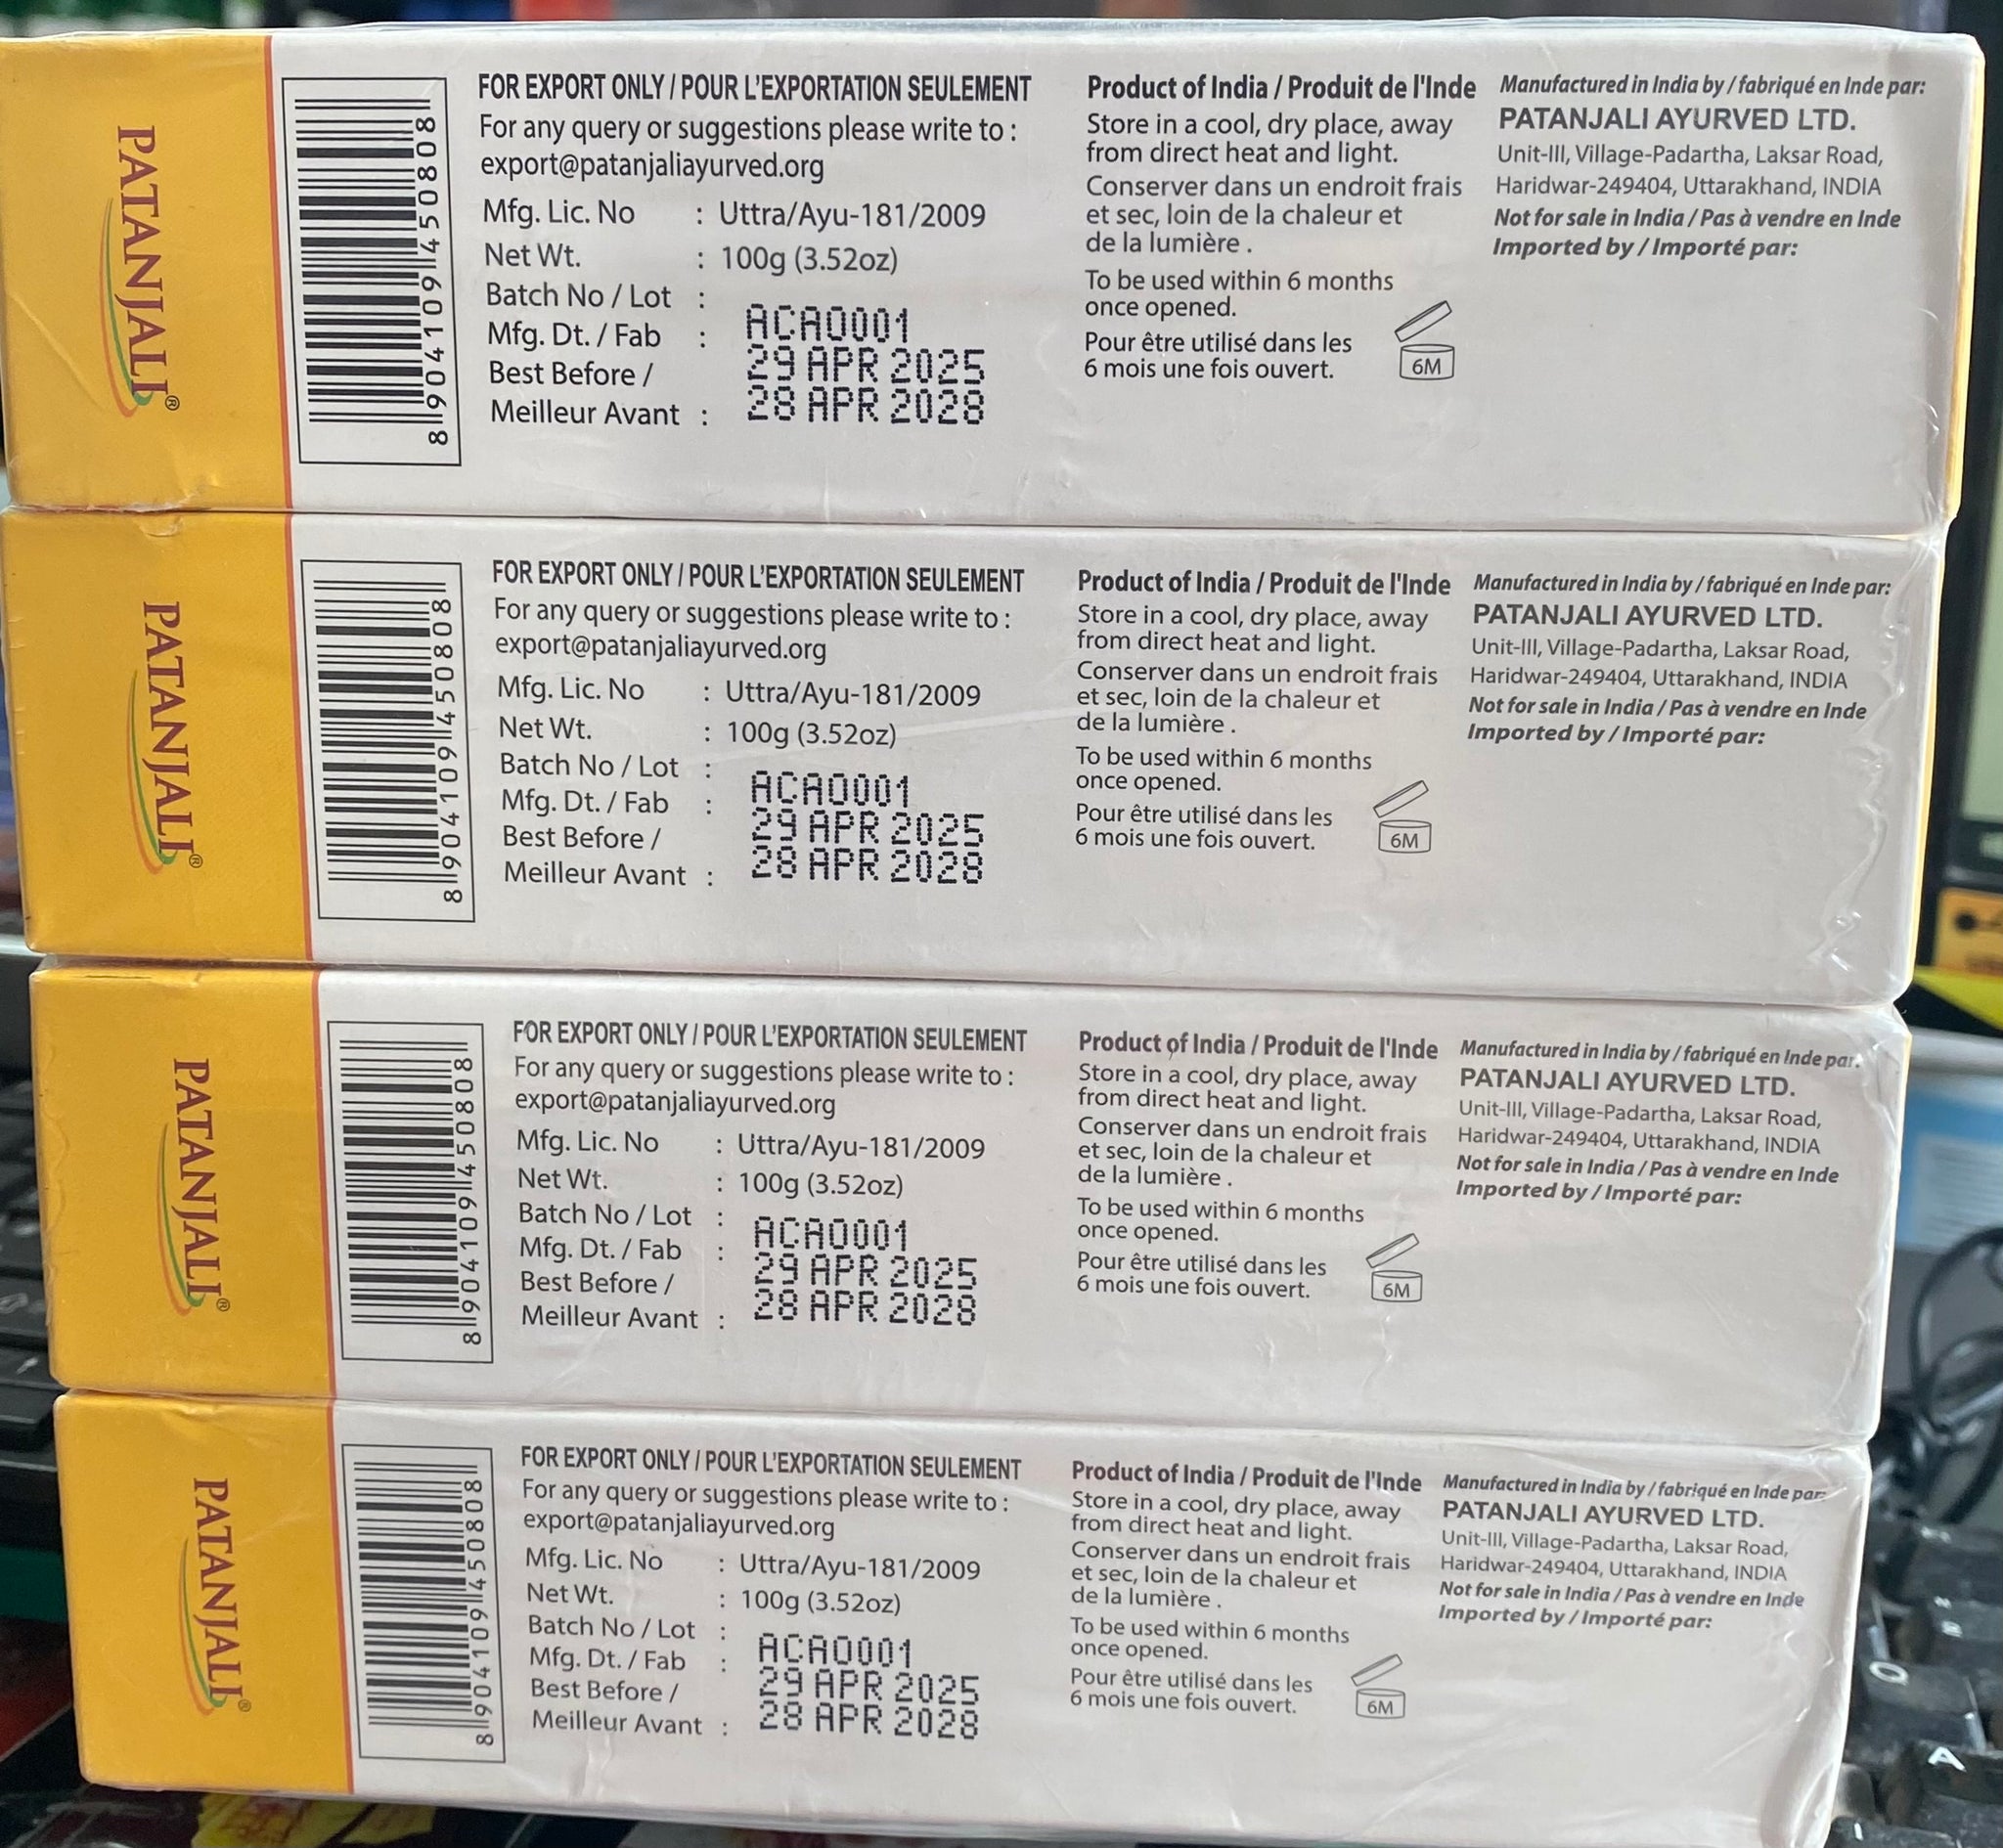 PATANJALI®
8 080545 601409 8
FOR EXPORT ONLY / POUR L'EXPORTATION SEULEMENT
For any query or suggestions please write to :
export@patanjaliayurved.org
Mfg. Lic. No : Uttra/Ayu-181/2009
Net Wt. : 100g (3.52oz)
Batch No / Lot : ACA0001
Mfg. Dt. / Fab : 29 APR 2025
Best Before /
Meilleur Avant : 28 APR 2028
Product of India / Produit de l'Inde
Store in a cool, dry place, away
from direct heat and light.
Conserver dans un endroit frais
et sec, loin de la chaleur et
de la lumière .
To be used within 6 months
once opened.
Pour être utilisé dans les
6 mois une fois ouvert.
6M
Manufactured in India by / fabriqué en Inde par:
PATANJALI AYURVED LTD.
Unit-III, Village-Padartha, Laksar Road,
Haridwar-249404, Uttarakhand, INDIA
Not for sale in India / Pas à vendre en Inde
Imported by / Importé par:
PATANJALI®
8 080545 601409 8
FOR EXPORT ONLY / POUR L'EXPORTATION SEULEMENT
For any query or suggestions please write to :
export@patanjaliayurved.org
Mfg. Lic. No : Uttra/Ayu-181/2009
Net Wt. : 100g (3.52oz)
Batch No / Lot : ACA0001
Mfg. Dt. / Fab : 29 APR 2025
Best Before /
Meilleur Avant : 28 APR 2028
Product of India / Produit de l'Inde
Store in a cool, dry place, away
from direct heat and light.
Conserver dans un endroit frais
et sec, loin de la chaleur et
de la lumière .
To be used within 6 months
once opened.
Pour être utilisé dans les
6 mois une fois ouvert.
6M
Manufactured in India by / fabriqué en Inde par:
PATANJALI AYURVED LTD.
Unit-III, Village-Padartha, Laksar Road,
Haridwar-249404, Uttarakhand, INDIA
Not for sale in India / Pas à vendre en Inde
Imported by / Importé par:
PATANJALI®
8 080545 601409 8
FOR EXPORT ONLY / POUR L'EXPORTATION SEULEMENT
For any query or suggestions please write to :
export@patanjaliayurved.org
Mfg. Lic. No : Uttra/Ayu-181/2009
Net Wt. : 100g (3.52oz)
Batch No / Lot : ACA0001
Mfg. Dt. / Fab : 29 APR 2025
Best Before /
Meilleur Avant : 28 APR 2028
Product of India / Produit de l'Inde
Store in a cool, dry place, away
from direct heat and light.
Conserver dans un endroit frais
et sec, loin de la chaleur et
de la lumière .
To be used within 6 months
once opened.
Pour être utilisé dans les
6 mois une fois ouvert.
6M
Manufactured in India by / fabriqué en Inde par:
PATANJALI AYURVED LTD.
Unit-III, Village-Padartha, Laksar Road,
Haridwar-249404, Uttarakhand, INDIA
Not for sale in India / Pas à vendre en Inde
Imported by / Importé par:
PATANJALI®
8 080545 601409 8
FOR EXPORT ONLY / POUR L'EXPORTATION SEULEMENT
For any query or suggestions please write to :
export@patanjaliayurved.org
Mfg. Lic. No : Uttra/Ayu-181/2009
Net Wt. : 100g (3.52oz)
Batch No / Lot : ACA0001
Mfg. Dt. / Fab : 29 APR 2025
Best Before /
Meilleur Avant : 28 APR 2028
Product of India / Produit de l'Inde
Store in a cool, dry place, away
from direct heat and light.
Conserver dans un endroit frais
et sec, loin de la chaleur et
de la lumière .
To be used within 6 months
once opened.
Pour être utilisé dans les
6 mois une fois ouvert.
6M
Manufactured in India by / fabriqué en Inde par:
PATANJALI AYURVED LTD.
Unit-III, Village-Padartha, Laksar Road,
Haridwar-249404, Uttarakhand, INDIA
Not for sale in India / Pas à vendre en Inde
Imported by / Importé par:
A